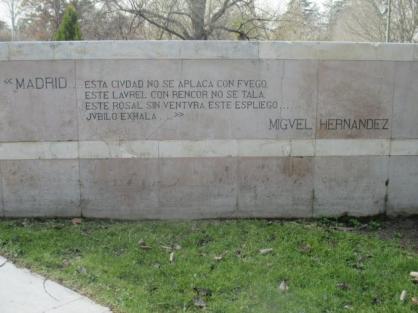 «MADRID... ESTA CIVDAD NO SE APLACA CON FVEGO,
ESTE LAVREL CON RENCOR NO SE TALA.
ESTE ROSAL SIN VENTVRA, ESTE ESPLIEGO...
JVBILO EXHALA...»
MIGVEL HERNANDEZ